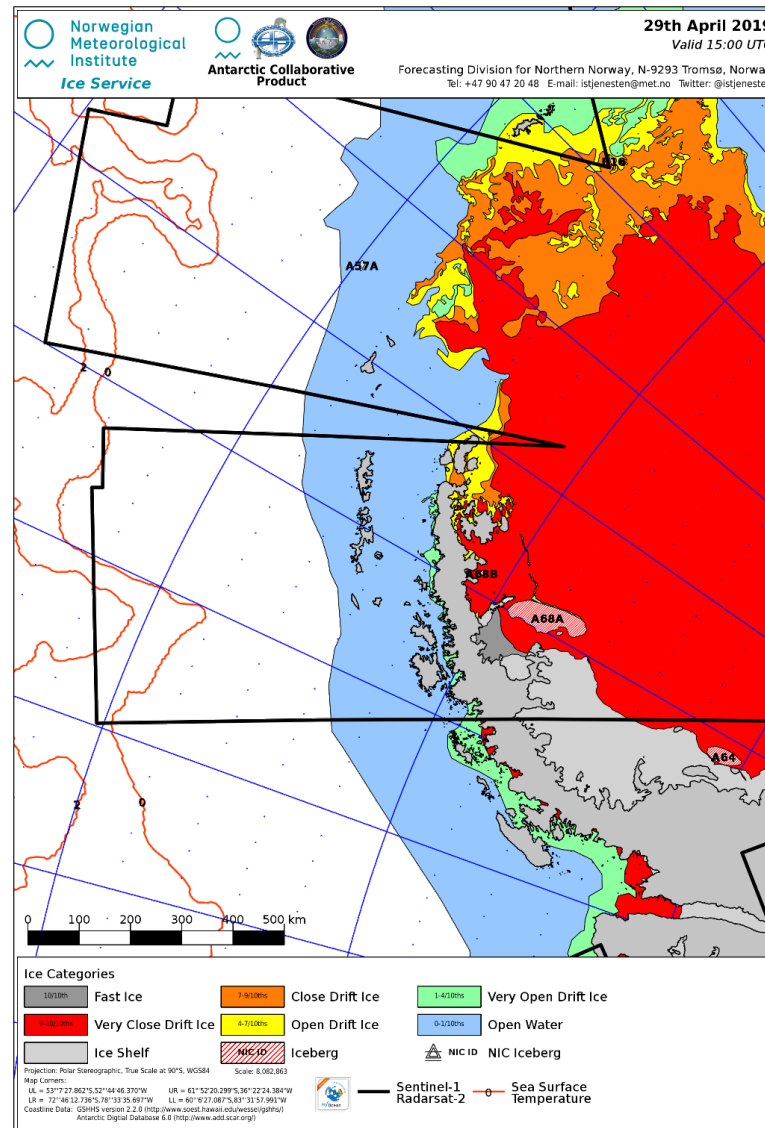 Norwegian
Meteorological
Institute
Ice Service
Antarctic Collaborative
Product
29th April 2019
Valid 15:00 UTC
Forecasting Division for Northern Norway, N-9293 Tromsø, Norwa
Tel: +47 90 47 20 48 E-mail: istjenesten@met.no Twitter: @istjeneste
A57A
2
0
A68B
A68A
A64
2
0
0 100 200 300 400 500 km
Ice Categories
10/10th Fast Ice
7-9/10ths Close Drift Ice
1-4/10ths Very Open Drift Ice
9-10/10ths Very Close Drift Ice
4-7/10ths Open Drift Ice
0-1/10ths Open Water
Ice Shelf
NIC ID Iceberg
NIC ID NIC Iceberg
Projection: Polar Stereographic, True Scale at 90°S, WGS84 Scale: 8,082,863
Map Corners:
UL = 53°7'27.862"S,52°44'46.370"W UR = 61°52'20.299"S,36°22'24.384"W
LR = 72°46'12.736"S,78°33'35.697"W LL = 60°6'27.087"S,83°31'57.991"W
Coastline Data: GSHHS version 2.2.0 (http://www.soest.hawaii.edu/wessel/gshhs/)
Antarctic Digtial Database 6.0 (http://www.add.scar.org/)
Sentinel-1
Radarsat-2
0 Sea Surface
Temperature